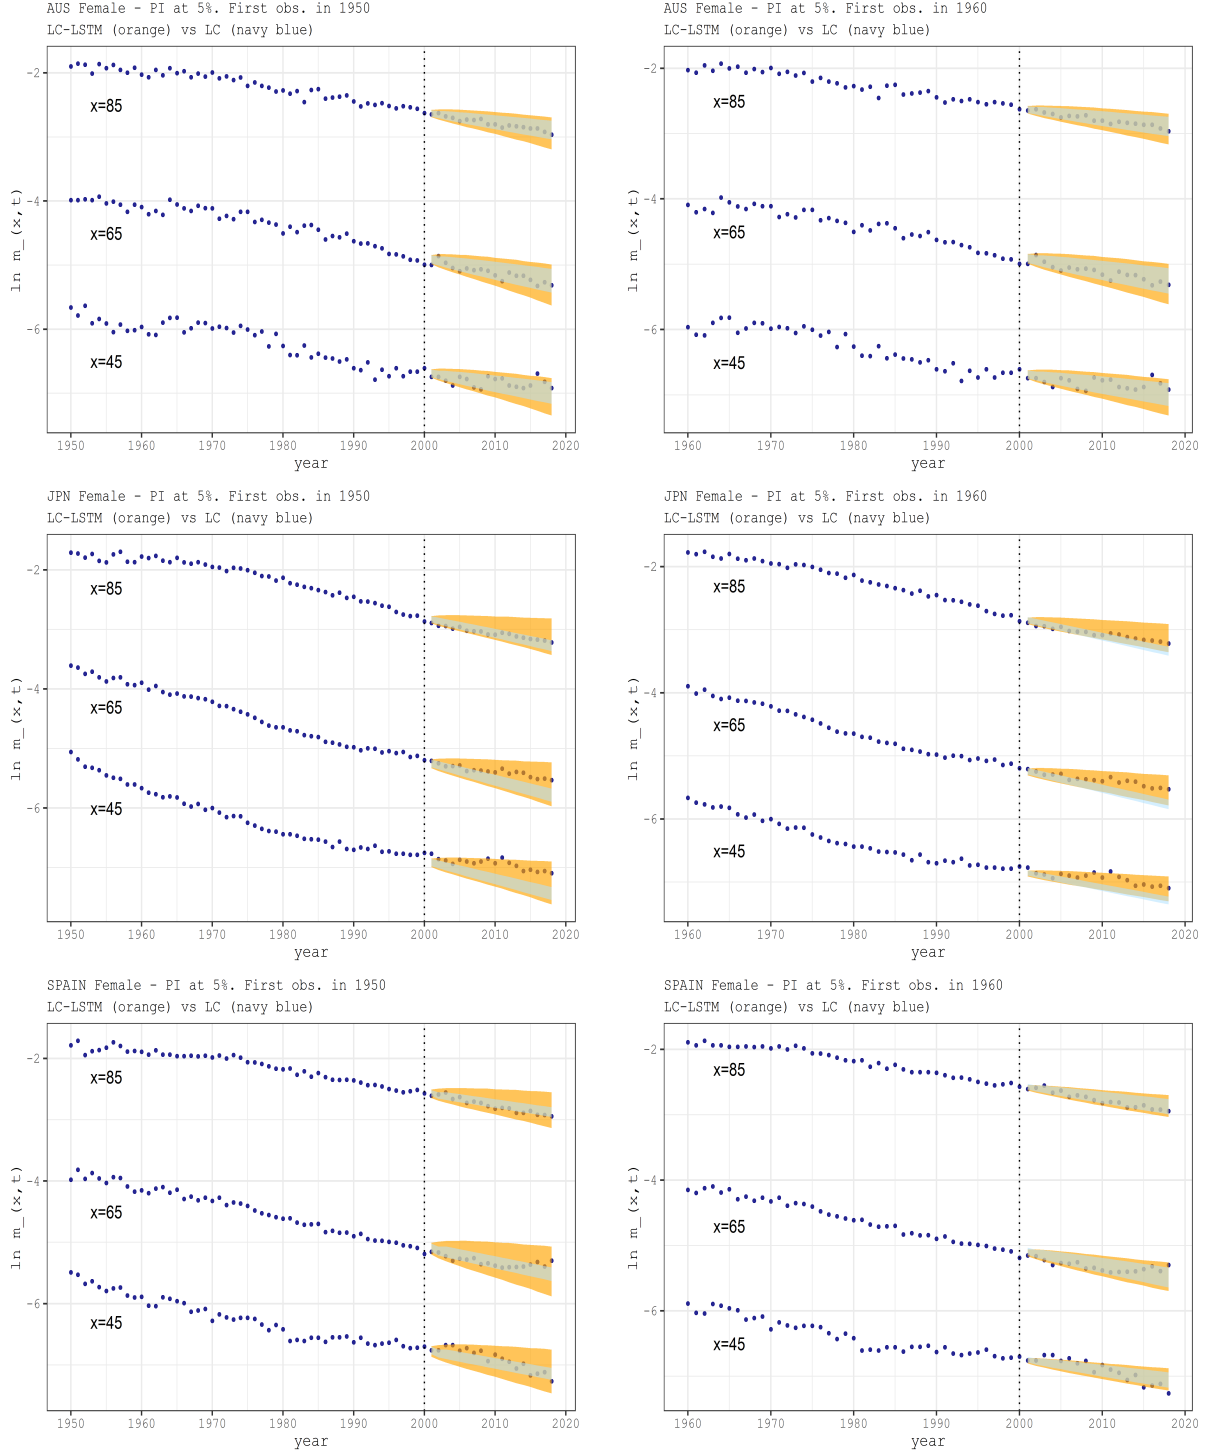 AUS Female - PI at 5%. First obs. in 1950
LC-LSTM (orange) vs LC (navy blue)
-2
-4
-6
x=85
x=65
x=45
ln m_(x,t)
1950 1960 1970 1980 1990 2000 2010 2020
year
AUS Female - PI at 5%. First obs. in 1960
LC-LSTM (orange) vs LC (navy blue)
-2
-4
-6
x=85
x=65
x=45
ln m_(x,t)
1960 1970 1980 1990 2000 2010 2020
year
JPN Female - PI at 5%. First obs. in 1950
LC-LSTM (orange) vs LC (navy blue)
-2
-4
-6
x=85
x=65
x=45
ln m_(x,t)
1950 1960 1970 1980 1990 2000 2010 2020
year
JPN Female - PI at 5%. First obs. in 1960
LC-LSTM (orange) vs LC (navy blue)
-2
-4
-6
x=85
x=65
x=45
ln m_(x,t)
1960 1970 1980 1990 2000 2010 2020
year
SPAIN Female - PI at 5%. First obs. in 1950
LC-LSTM (orange) vs LC (navy blue)
-2
-4
-6
x=85
x=65
x=45
ln m_(x,t)
1950 1960 1970 1980 1990 2000 2010 2020
year
SPAIN Female - PI at 5%. First obs. in 1960
LC-LSTM (orange) vs LC (navy blue)
-2
-4
-6
x=85
x=65
x=45
ln m_(x,t)
1960 1970 1980 1990 2000 2010 2020
year